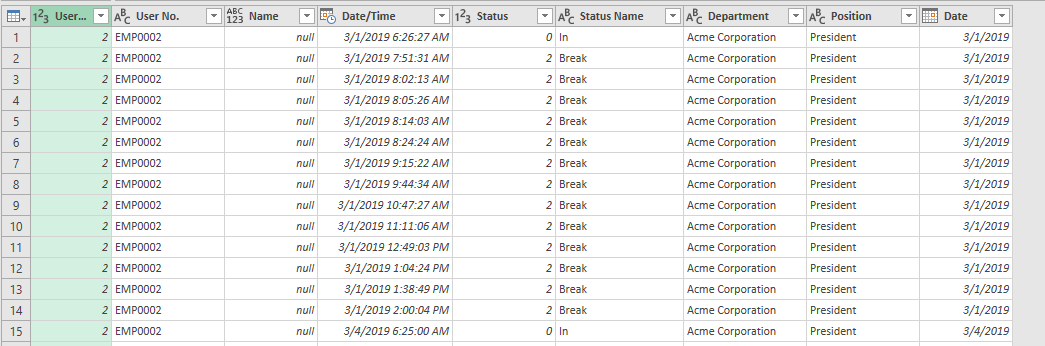 1²3 User... ABC User No. ABC 123 Name Date/Time 1²3 Status ABC Status Name ABC Department ABC Position Date
1 2 EMP0002 null 3/1/2019 6:26:27 AM 0 In Acme Corporation President 3/1/2019
2 2 EMP0002 null 3/1/2019 7:51:31 AM 2 Break Acme Corporation President 3/1/2019
3 2 EMP0002 null 3/1/2019 8:02:13 AM 2 Break Acme Corporation President 3/1/2019
4 2 EMP0002 null 3/1/2019 8:05:26 AM 2 Break Acme Corporation President 3/1/2019
5 2 EMP0002 null 3/1/2019 8:14:03 AM 2 Break Acme Corporation President 3/1/2019
6 2 EMP0002 null 3/1/2019 8:24:24 AM 2 Break Acme Corporation President 3/1/2019
7 2 EMP0002 null 3/1/2019 9:15:22 AM 2 Break Acme Corporation President 3/1/2019
8 2 EMP0002 null 3/1/2019 9:44:34 AM 2 Break Acme Corporation President 3/1/2019
9 2 EMP0002 null 3/1/2019 10:47:27 AM 2 Break Acme Corporation President 3/1/2019
10 2 EMP0002 null 3/1/2019 11:11:06 AM 2 Break Acme Corporation President 3/1/2019
11 2 EMP0002 null 3/1/2019 12:49:03 PM 2 Break Acme Corporation President 3/1/2019
12 2 EMP0002 null 3/1/2019 1:04:24 PM 2 Break Acme Corporation President 3/1/2019
13 2 EMP0002 null 3/1/2019 1:38:49 PM 2 Break Acme Corporation President 3/1/2019
14 2 EMP0002 null 3/1/2019 2:00:04 PM 2 Break Acme Corporation President 3/1/2019
15 2 EMP0002 null 3/4/2019 6:25:00 AM 0 In Acme Corporation President 3/4/2019